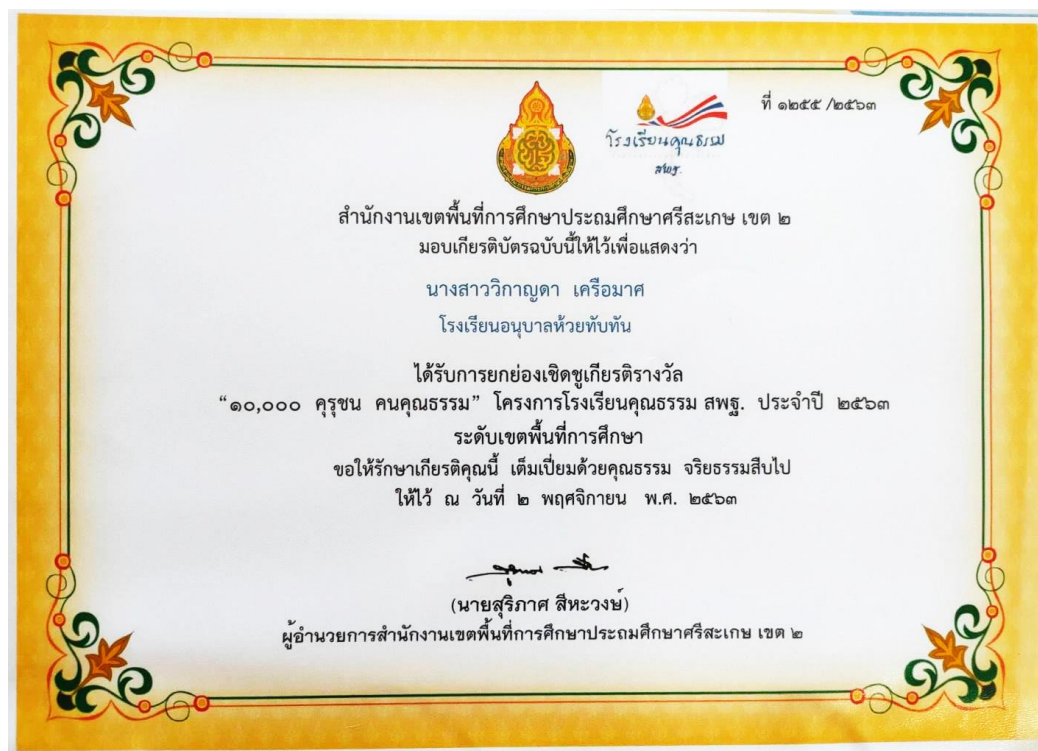 ที่ ๑๒๕๕ /๒๕๖๓
โรงเรียนคุณธรรม
สพฐ.
สำนักงานเขตพื้นที่การศึกษาประถมศึกษาศรีสะเกษ เขต ๒
มอบเกียรติบัตรฉบับนี้ให้ไว้เพื่อแสดงว่า
นางสาววิกาญดา เครือมาศ
โรงเรียนอนุบาลห้วยทับทัน
ได้รับการยกย่องเชิดชูเกียรติรางวัล
“๑๐,๐๐๐ คุรุชน คนคุณธรรม” โครงการโรงเรียนคุณธรรม สพฐ. ประจำปี ๒๕๖๓
ระดับเขตพื้นที่การศึกษา
ขอให้รักษาเกียรติคุณนี้ เต็มเปี่ยมด้วยคุณธรรม จริยธรรมสืบไป
ให้ไว้ ณ วันที่ ๒ พฤศจิกายน พ.ศ. ๒๕๖๓
(นายสุริภาศ สีหะวงษ์)
ผู้อำนวยการสำนักงานเขตพื้นที่การศึกษาประถมศึกษาศรีสะเกษ เขต ๒